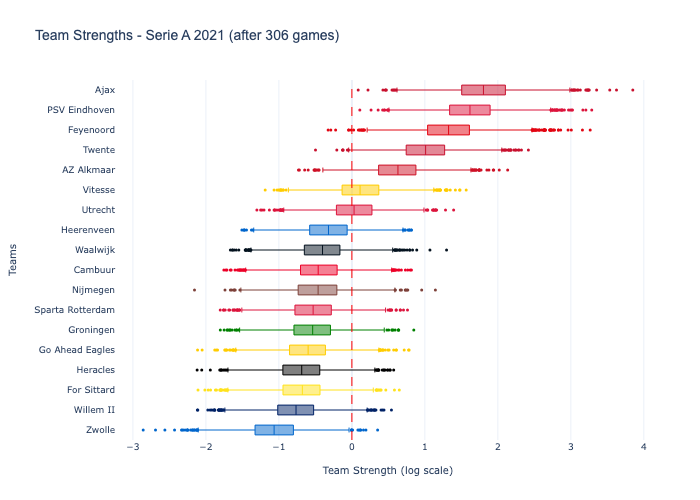 Team Strengths - Serie A 2021 (after 306 games)
Ajax
PSV Eindhoven
Feyenoord
Twente
AZ Alkmaar
Vitesse
Utrecht
Heerenveen
Waalwijk
Cambuur
Nijmegen
Sparta Rotterdam
Groningen
Go Ahead Eagles
Heracles
For Sittard
Willem II
Zwolle
Teams
−3 −2 −1 0 1 2 3 4
Team Strength (log scale)